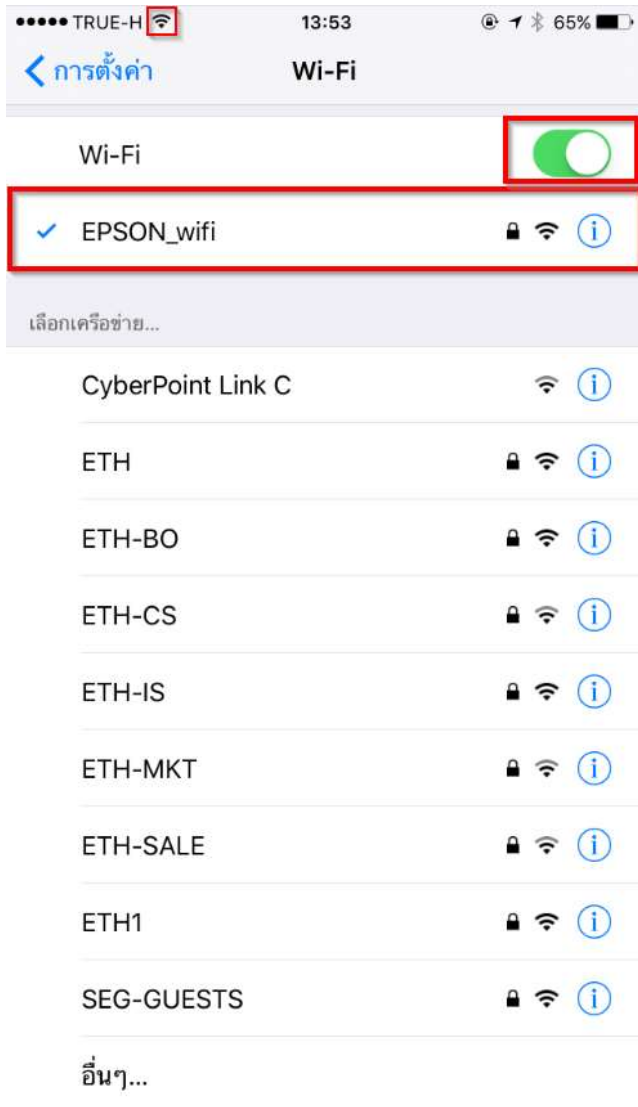 TRUE-H 13:53 65%
การตั้งค่า Wi-Fi
Wi-Fi
EPSON_wifi
เลือกเครือข่าย...
CyberPoint Link C
ETH
ETH-BO
ETH-CS
ETH-IS
ETH-MKT
ETH-SALE
ETH1
SEG-GUESTS
อื่นๆ...